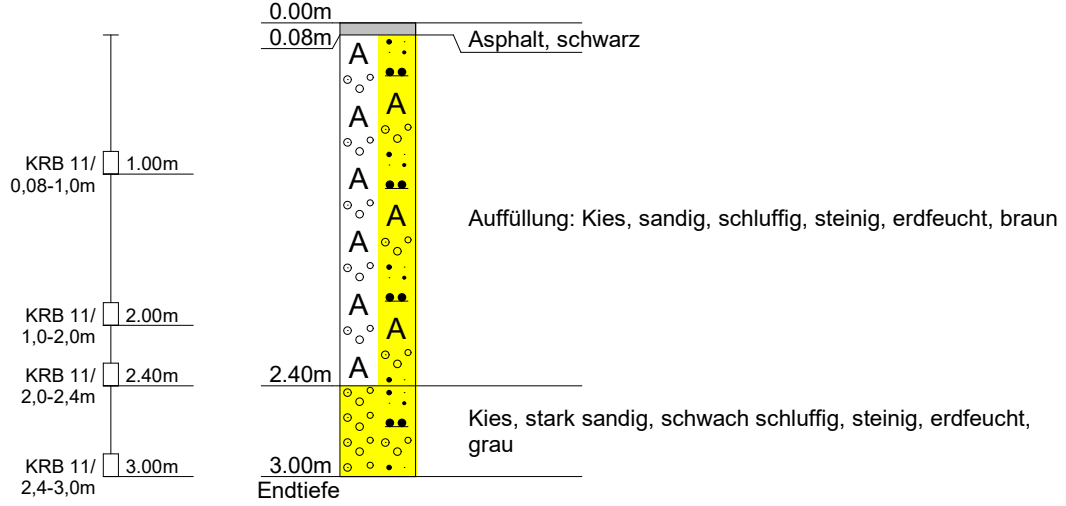 0.00m
0.08m
Asphalt, schwarz
A
A
A
KRB 11/ 1.00m
0,08-1,0m
A
A
Auffüllung: Kies, sandig, schluffig, steinig, erdfeucht, braun
A
A
KRB 11/ 2.00m
1,0-2,0m
A
A
A
KRB 11/ 2.40m
2,0-2,4m
2.40m
Kies, stark sandig, schwach schluffig, steinig, erdfeucht,
grau
KRB 11/ 3.00m
2,4-3,0m
3.00m
Endtiefe